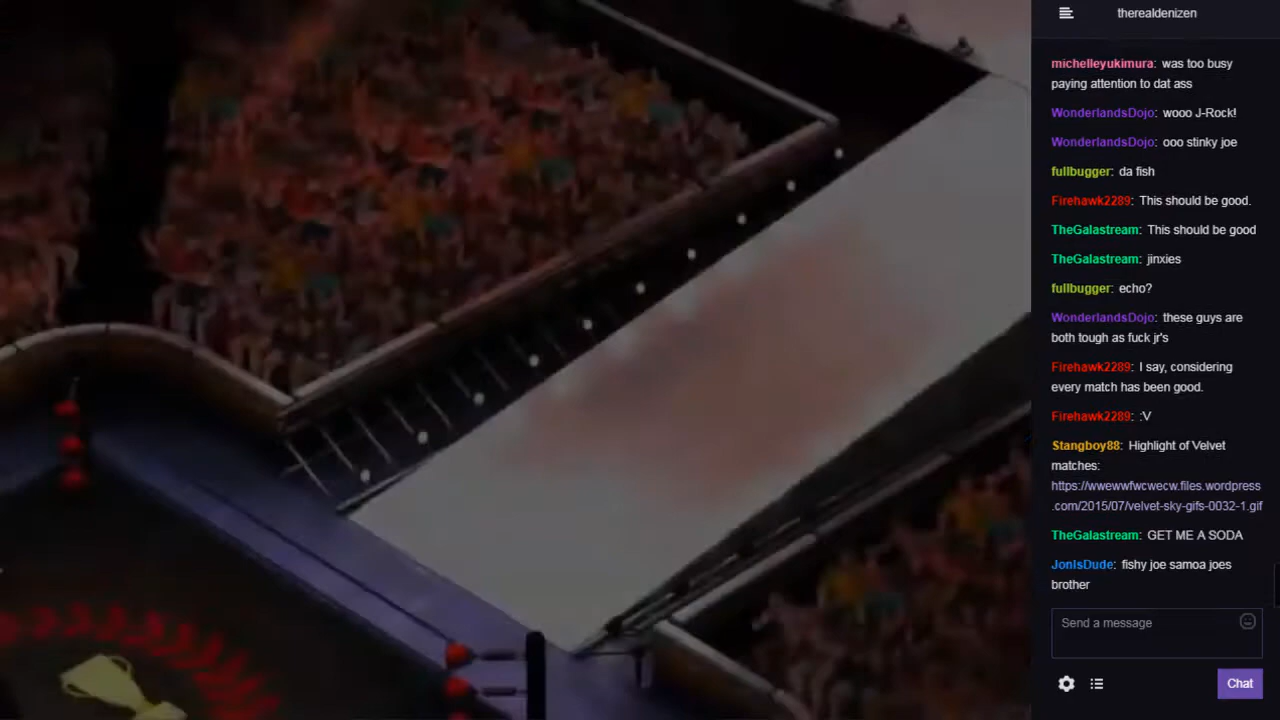 therealdenizen
michelleyukimura: was too busy
paying attention to dat ass
WonderlandsDojo: wooo J-Rock!
WonderlandsDojo: ooo stinky joe
fullbugger: da fish
Firehawk2289: This should be good.
TheGalastream: This should be good
TheGalastream: jinxies
fullbugger: echo?
WonderlandsDojo: these guys are
both tough as fuck jr's
Firehawk2289: I say, considering
every match has been good.
Firehawk2289: :V
Stangboy88: Highlight of Velvet
matches:
https://wwewwfwcwecw.files.wordpress
.com/2015/07/velvet-sky-gifs-0032-1.gif
TheGalastream: GET ME A SODA
JonIsDude: fishy joe samoa joes
brother
Send a message
Chat